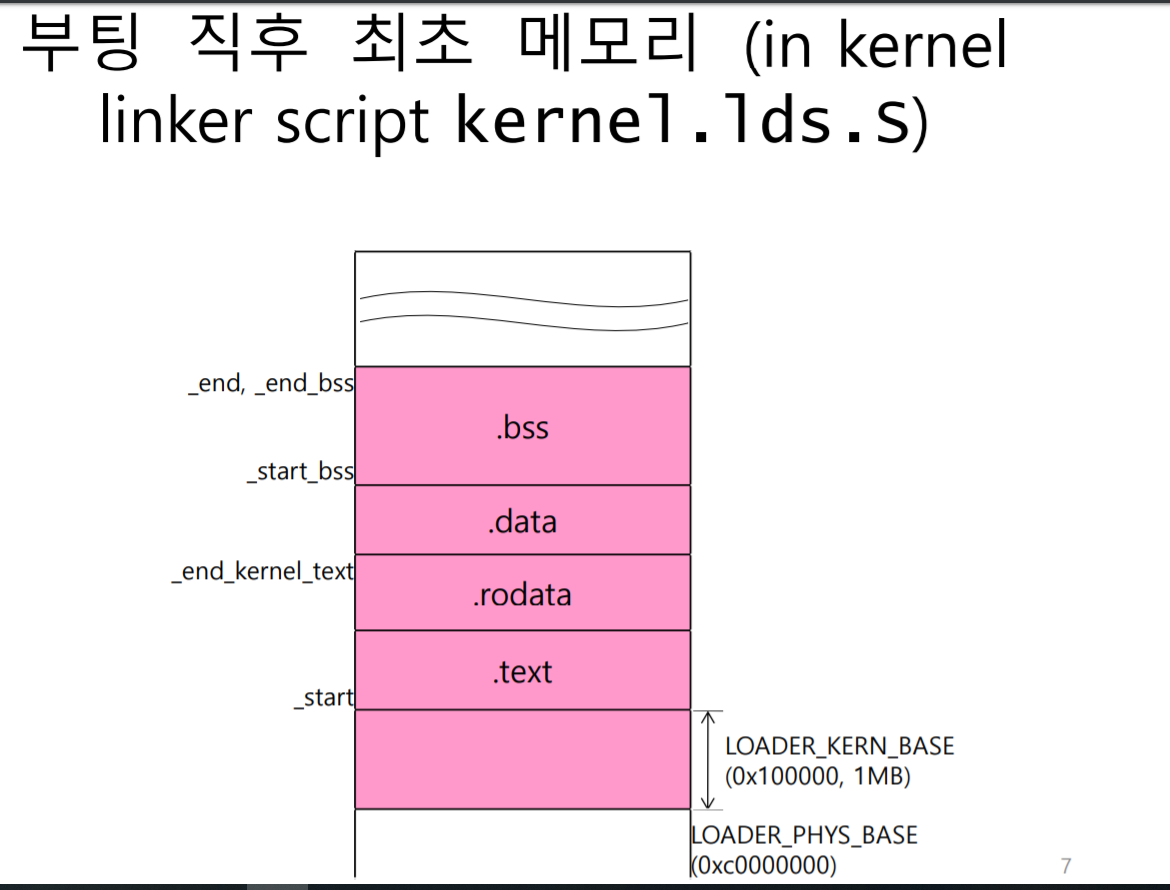 부팅 직후 최초 메모리 (in kernel
linker script kernel.lds.S)
_end, _end_bss
.bss
_start_bss
.data
_end_kernel_text
.rodata
.text
_start
LOADER_KERN_BASE
(0x100000, 1MB)
LOADER_PHYS_BASE
(0xc0000000)
7